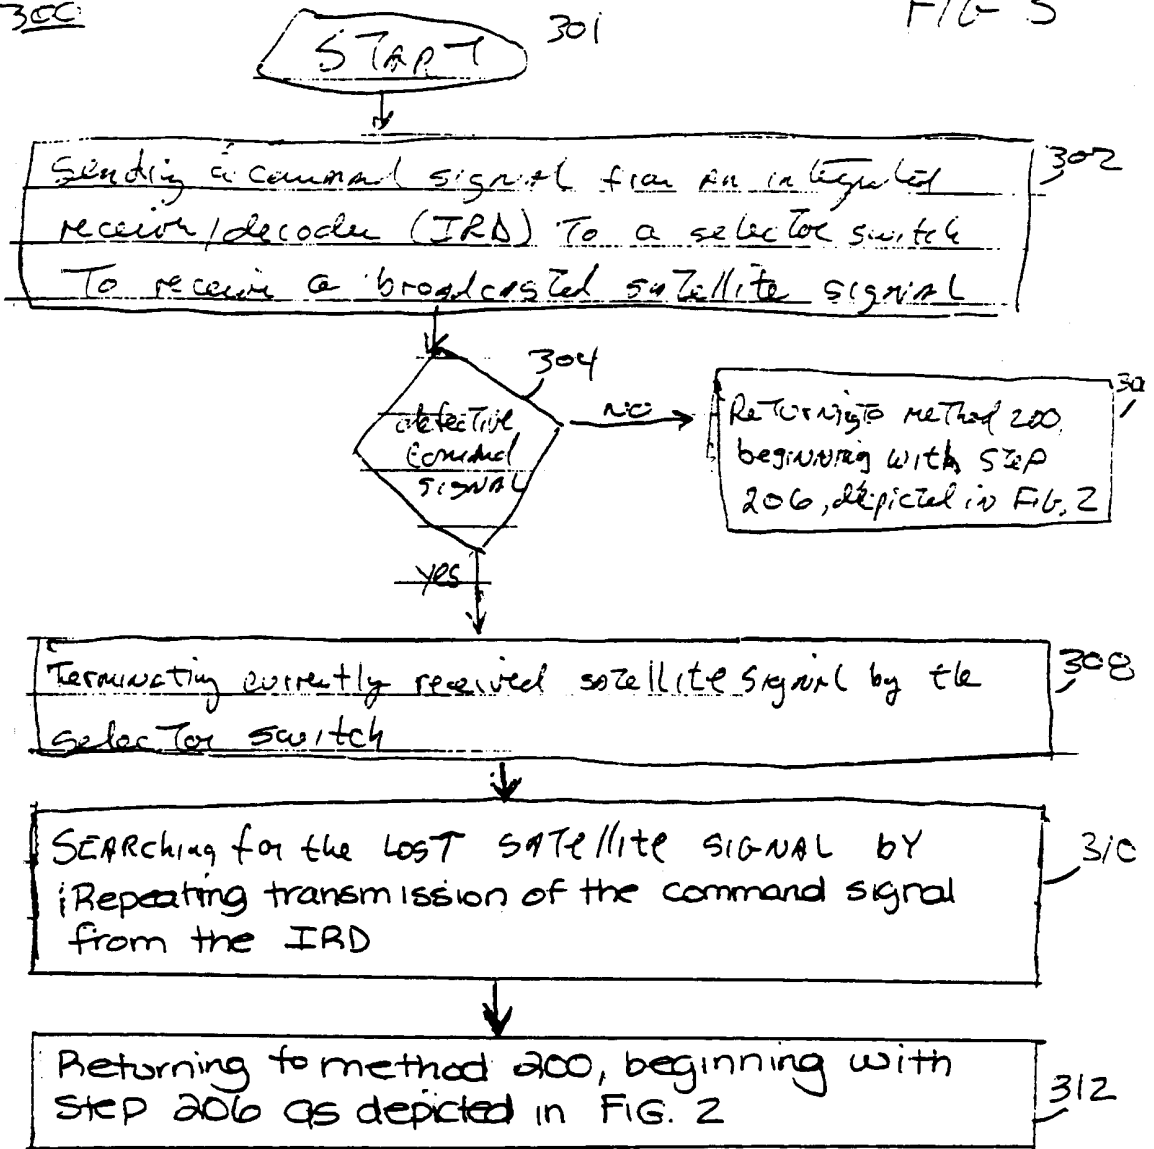 300
FIG 3
START
301
Sending a command signal from an integrated
receiver/decoder (IRD) To a selector switch
To receive a broadcasted satellite signal
302
304
defective
command
signal
NO
Returning to method 200,
beginning with step
206, depicted in FIG. 2
30
yes
Terminating currently received satellite signal by the
selector switch
308
SEARching for the LOST SATellite SIGNAL bY
Repeating transmission of the command signal
from the IRD
310
Returning to method 200, beginning with
Step 206 as depicted in FIG. 2
312